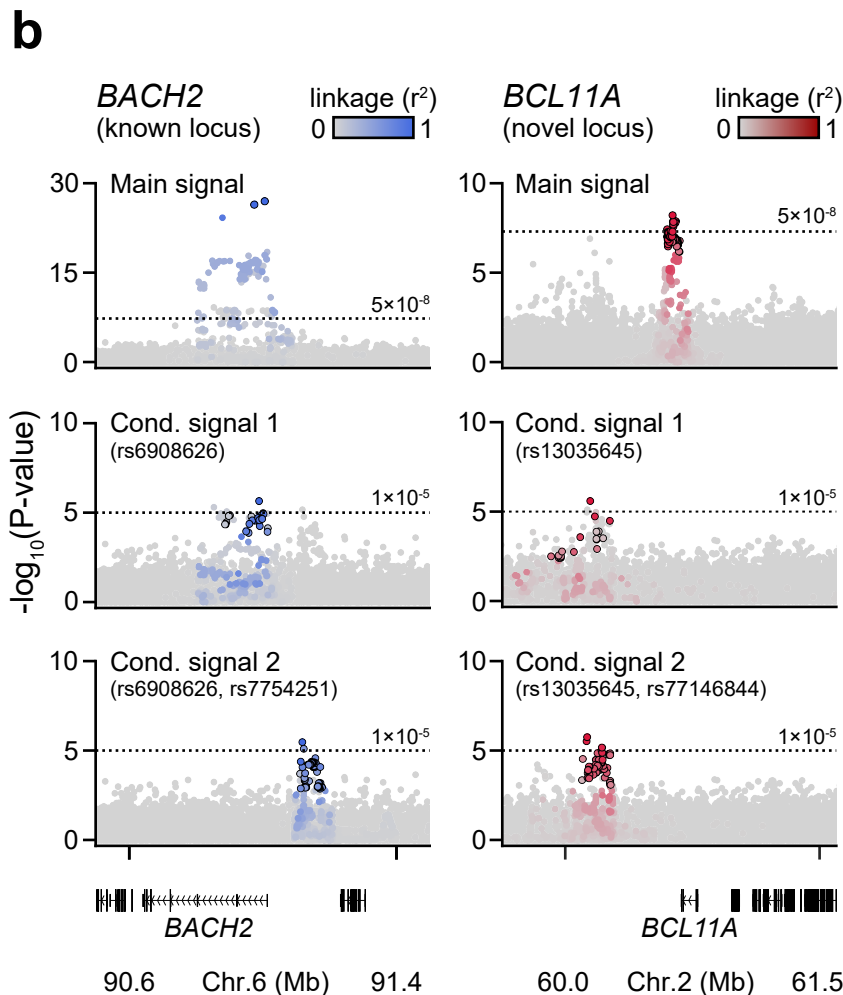 b
BACH2
(known locus)
linkage (r²)
0 1
BCL11A
(novel locus)
linkage (r²)
0 1
-log₁₀(P-value)
Main signal
30
15
0
5×10⁻⁸
Main signal
10
5
0
5×10⁻⁸
Cond. signal 1
(rs6908626)
10
5
0
1×10⁻⁵
Cond. signal 1
(rs13035645)
10
5
0
1×10⁻⁵
Cond. signal 2
(rs6908626, rs7754251)
10
5
0
1×10⁻⁵
Cond. signal 2
(rs13035645, rs77146844)
10
5
0
1×10⁻⁵
BACH2
BCL11A
90.6 Chr.6 (Mb) 91.4
60.0 Chr.2 (Mb) 61.5